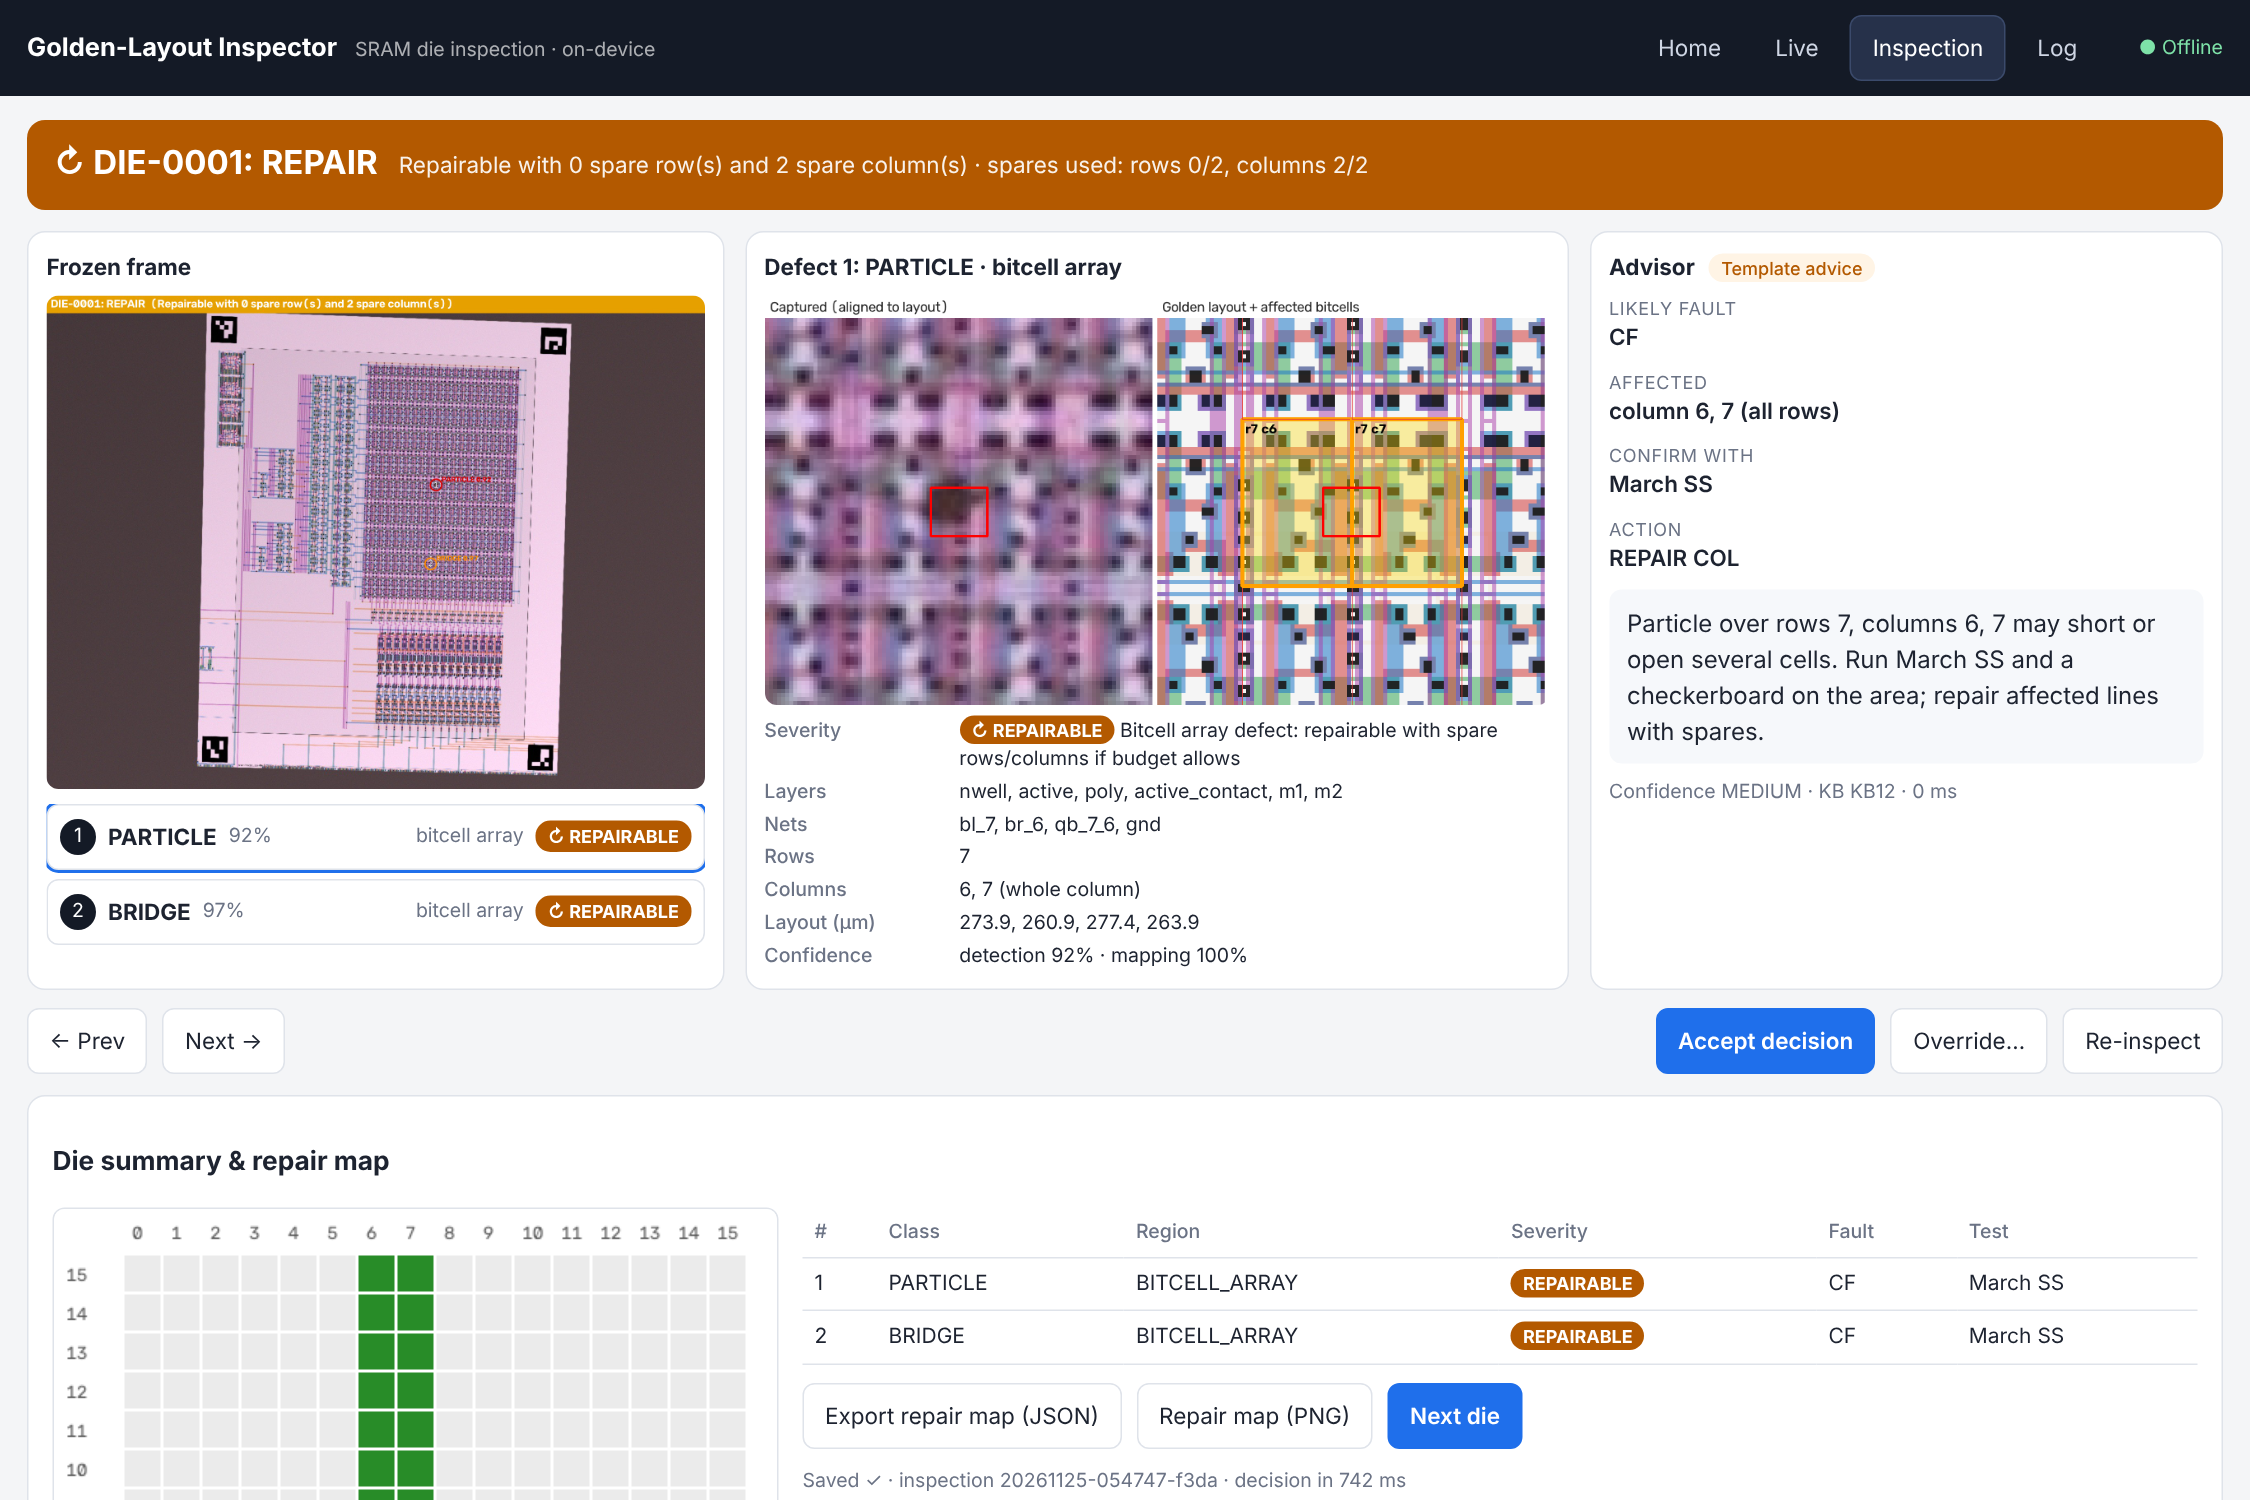 Golden-Layout Inspector SRAM die inspection · on-device Home Live Inspection Log Offline
↻ DIE-0001: REPAIR Repairable with 0 spare row(s) and 2 spare column(s) · spares used: rows 0/2, columns 2/2
Frozen frame
DIE-0001: REPAIR (Repairable with 0 spare row(s) and 2 spare column(s))
1 PARTICLE 92% bitcell array ↻ REPAIRABLE
2 BRIDGE 97% bitcell array ↻ REPAIRABLE
Defect 1: PARTICLE · bitcell array
Captured (aligned to layout) Golden layout + affected bitcells
r7 c6 r7 c7
Severity ↻ REPAIRABLE Bitcell array defect: repairable with spare
rows/columns if budget allows
Layers nwell, active, poly, active_contact, m1, m2
Nets bl_7, br_6, qb_7_6, gnd
Rows 7
Columns 6, 7 (whole column)
Layout (µm) 273.9, 260.9, 277.4, 263.9
Confidence detection 92% · mapping 100%
Advisor Template advice
LIKELY FAULT
CF
AFFECTED
column 6, 7 (all rows)
CONFIRM WITH
March SS
ACTION
REPAIR COL
Particle over rows 7, columns 6, 7 may short or
open several cells. Run March SS and a
checkerboard on the area; repair affected lines
with spares.
Confidence MEDIUM · KB KB12 · 0 ms
← Prev Next → Accept decision Override... Re-inspect
Die summary & repair map
0 1 2 3 4 5 6 7 8 9 10 11 12 13 14 15
15
14
13
12
11
10
# Class Region Severity Fault Test
1 PARTICLE BITCELL_ARRAY REPAIRABLE CF March SS
2 BRIDGE BITCELL_ARRAY REPAIRABLE CF March SS
Export repair map (JSON) Repair map (PNG) Next die
Saved ✓ · inspection 20261125-054747-f3da · decision in 742 ms